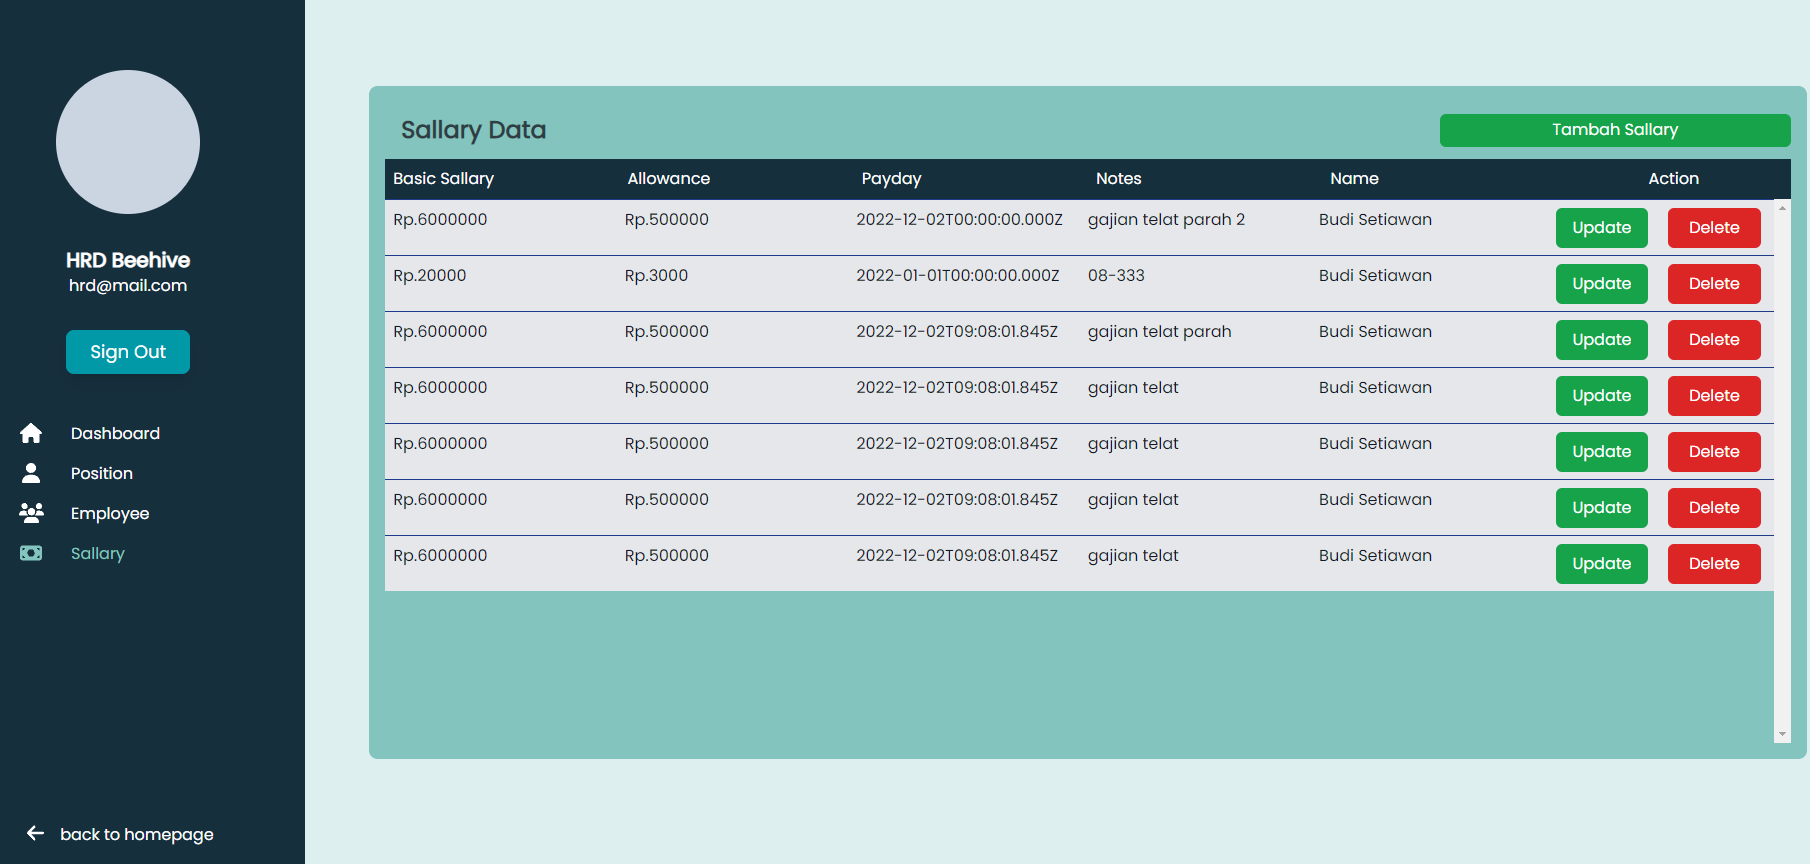 HRD Beehive
hrd@mail.com
Sign Out
Dashboard
Position
Employee
Sallary
back to homepage
Sallary Data
Tambah Sallary
Basic Sallary Allowance Payday Notes Name Action
Rp.6000000 Rp.500000 2022-12-02T00:00:00.000Z gajian telat parah 2 Budi Setiawan Update Delete
Rp.20000 Rp.3000 2022-01-01T00:00:00.000Z 08-333 Budi Setiawan Update Delete
Rp.6000000 Rp.500000 2022-12-02T09:08:01.845Z gajian telat parah Budi Setiawan Update Delete
Rp.6000000 Rp.500000 2022-12-02T09:08:01.845Z gajian telat Budi Setiawan Update Delete
Rp.6000000 Rp.500000 2022-12-02T09:08:01.845Z gajian telat Budi Setiawan Update Delete
Rp.6000000 Rp.500000 2022-12-02T09:08:01.845Z gajian telat Budi Setiawan Update Delete
Rp.6000000 Rp.500000 2022-12-02T09:08:01.845Z gajian telat Budi Setiawan Update Delete